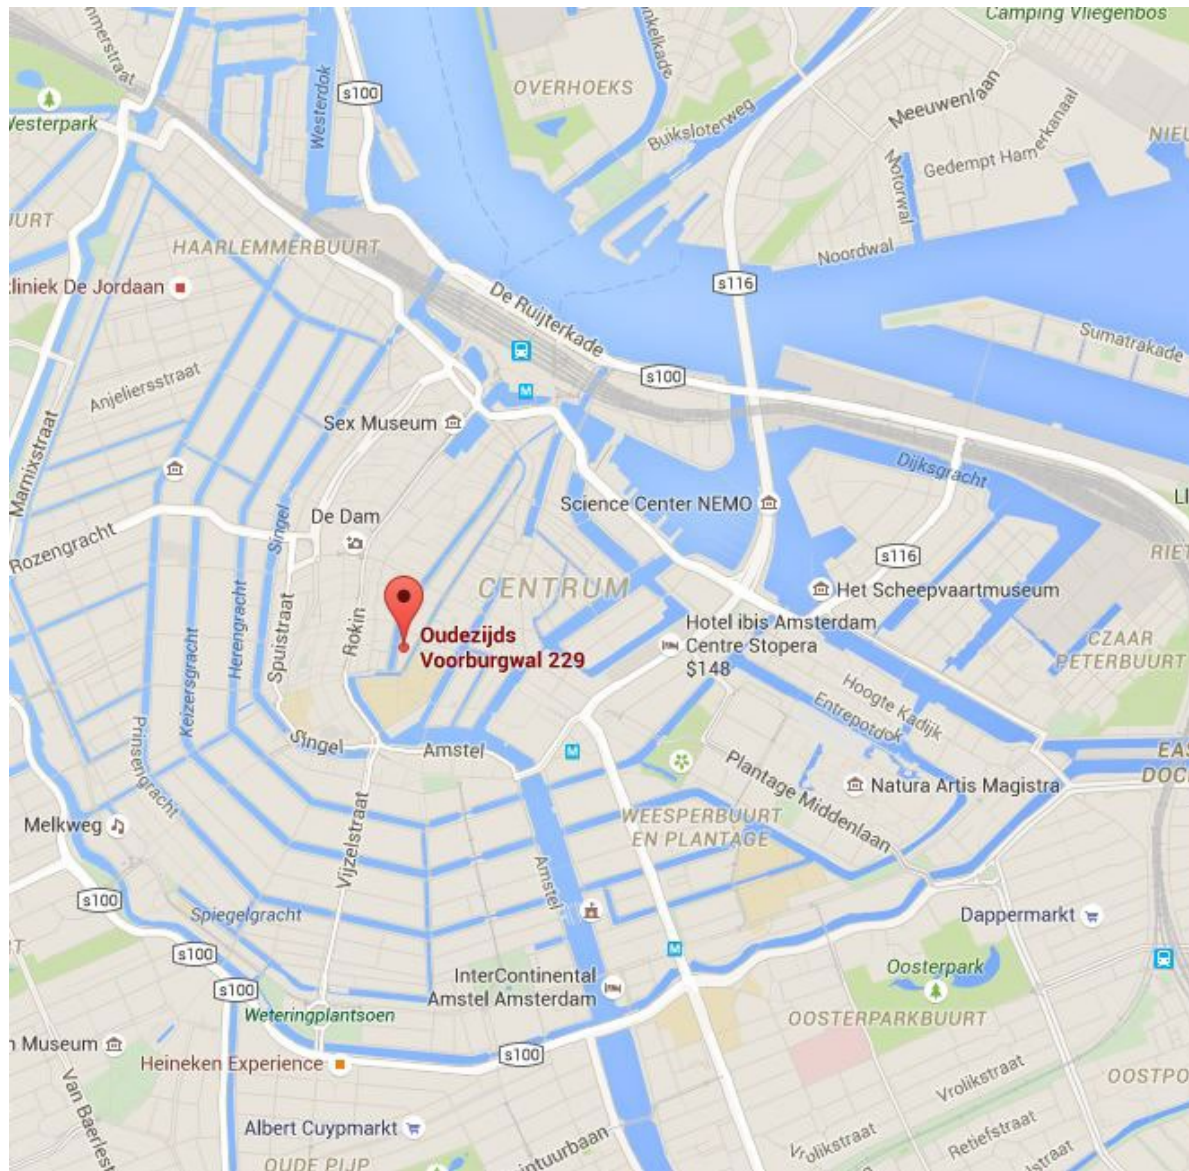 Camping Vliegenbos
OVERHOEKS
s100
Westerdok
Buiksloterweg
Meeuwenlaan
Gedempt Hamerkanaal
Motorwal
Westerpark
HAARLEMMERBUURT
Noordwal
De Jordaan
De Ruijterkade
s116
Sumatrakade
s100
Anjeliersstraat
Marnixstraat
Sex Museum
Dijksgracht
Science Center NEMO
De Dam
Singel
Rozengracht
s116
CENTRUM
Het Scheepvaartmuseum
Herengracht
Spuistraat
Rokin
Oudezijds
Voorburgwal 229
Hotel ibis Amsterdam
Centre Stopera
$148
CZAAR
PETERBUURT
Keizersgracht
Hoogte Kadijk
Entrepotdok
Prinsengracht
Singel
Amstel
Plantage Middenlaan
Natura Artis Magistra
WEESPERBUURT
EN PLANTAGE
Melkweg
Vijzelstraat
Amstel
s100
Spiegelgracht
Dappermarkt
s100
InterContinental
Amstel Amsterdam
Oosterpark
s100
Weteringplantsoen
OOSTERPARKBUURT
Museum
Heineken Experience
s100
Vrolikstraat
Albert Cuypmarkt
Vrolikstraat
Retiefstraat
OUDE PIJP